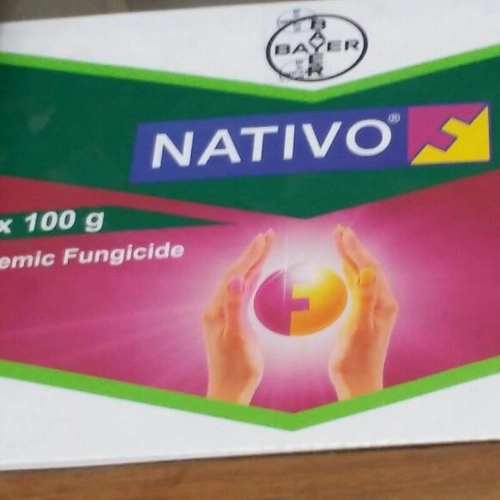 BAYER
NATIVO®
x 100 g
emic Fungicide